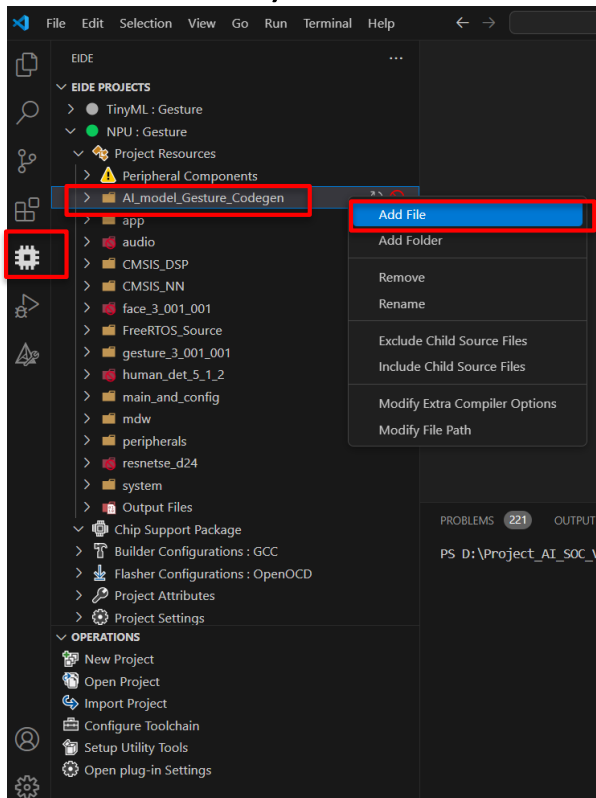 File Edit Selection View Go Run Terminal Help
EIDE
EIDE PROJECTS
TinyML : Gesture
NPU : Gesture
Project Resources
Peripheral Components
AI_model_Gesture_Codegen
app
audio
CMSIS_DSP
CMSIS_NN
face_3_001_001
FreeRTOS_Source
gesture_3_001_001
human_det_5_1_2
main_and_config
mdw
peripherals
resnetse_d24
system
Output Files
Chip Support Package
Builder Configurations : GCC
Flasher Configurations : OpenOCD
Project Attributes
Project Settings
OPERATIONS
New Project
Open Project
Import Project
Configure Toolchain
Setup Utility Tools
Open plug-in Settings
Add File
Add Folder
Remove
Rename
Exclude Child Source Files
Include Child Source Files
Modify Extra Compiler Options
Modify File Path
PROBLEMS 221 OUTPUT
PS D:\Project_AI_SOC_